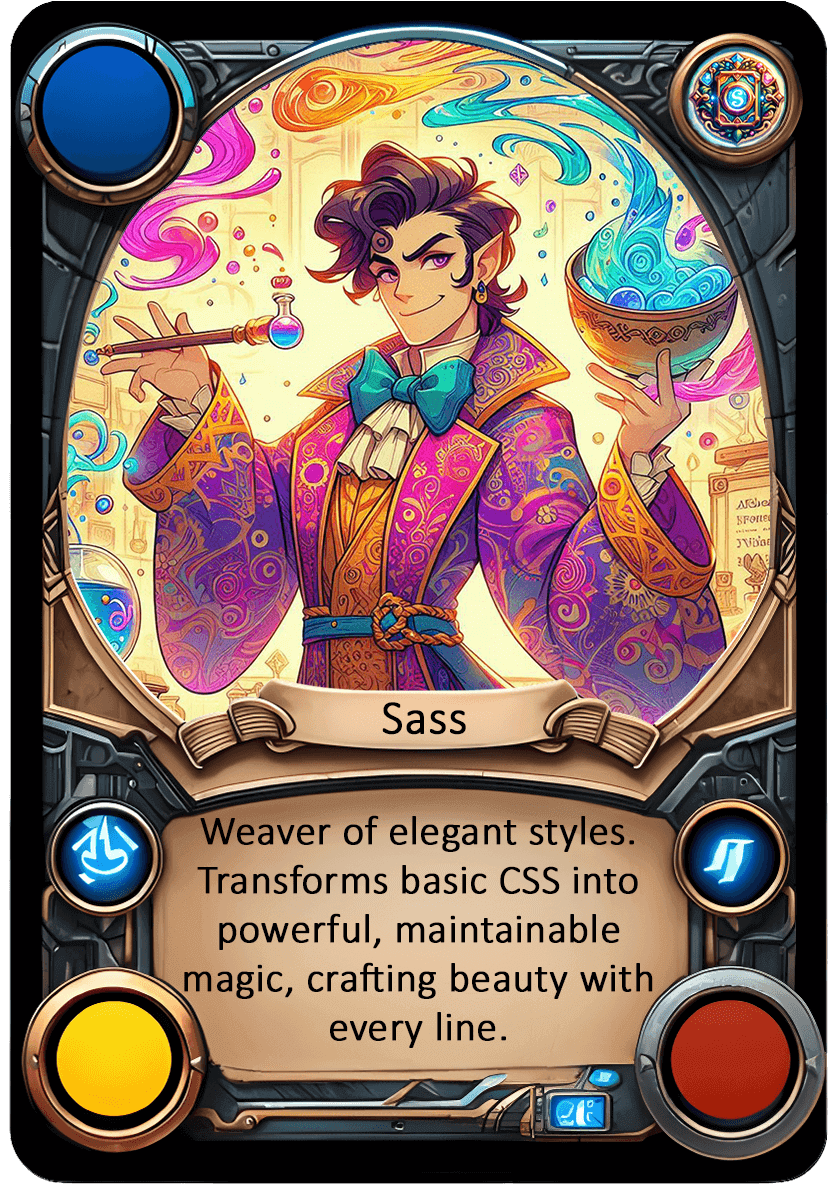 S
Sass
Weaver of elegant styles.
Transforms basic CSS into
powerful, maintainable
magic, crafting beauty with
every line.